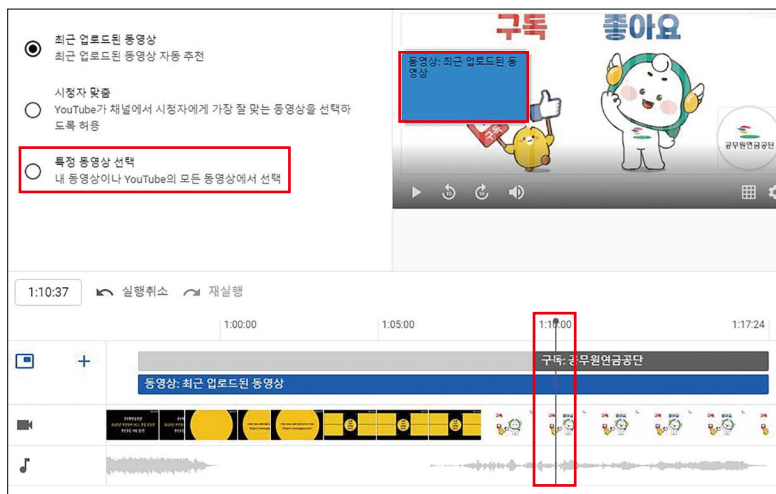 최근 업로드된 동영상
최근 업로드된 동영상 자동 추천
시청자 맞춤
YouTube가 채널에서 시청자에게 가장 잘 맞는 동영상을 선택하
도록 허용
특정 동영상 선택
내 동영상이나 YouTube의 모든 동영상에서 선택
구독 좋아요
동영상: 최근 업로드된 동
영상
구독
공무원연금공단
1:10:37 실행취소 재실행
1:00:00 1:05:00 1:10:00 1:17:24
구독: 공무원연금공단
동영상: 최근 업로드된 동영상